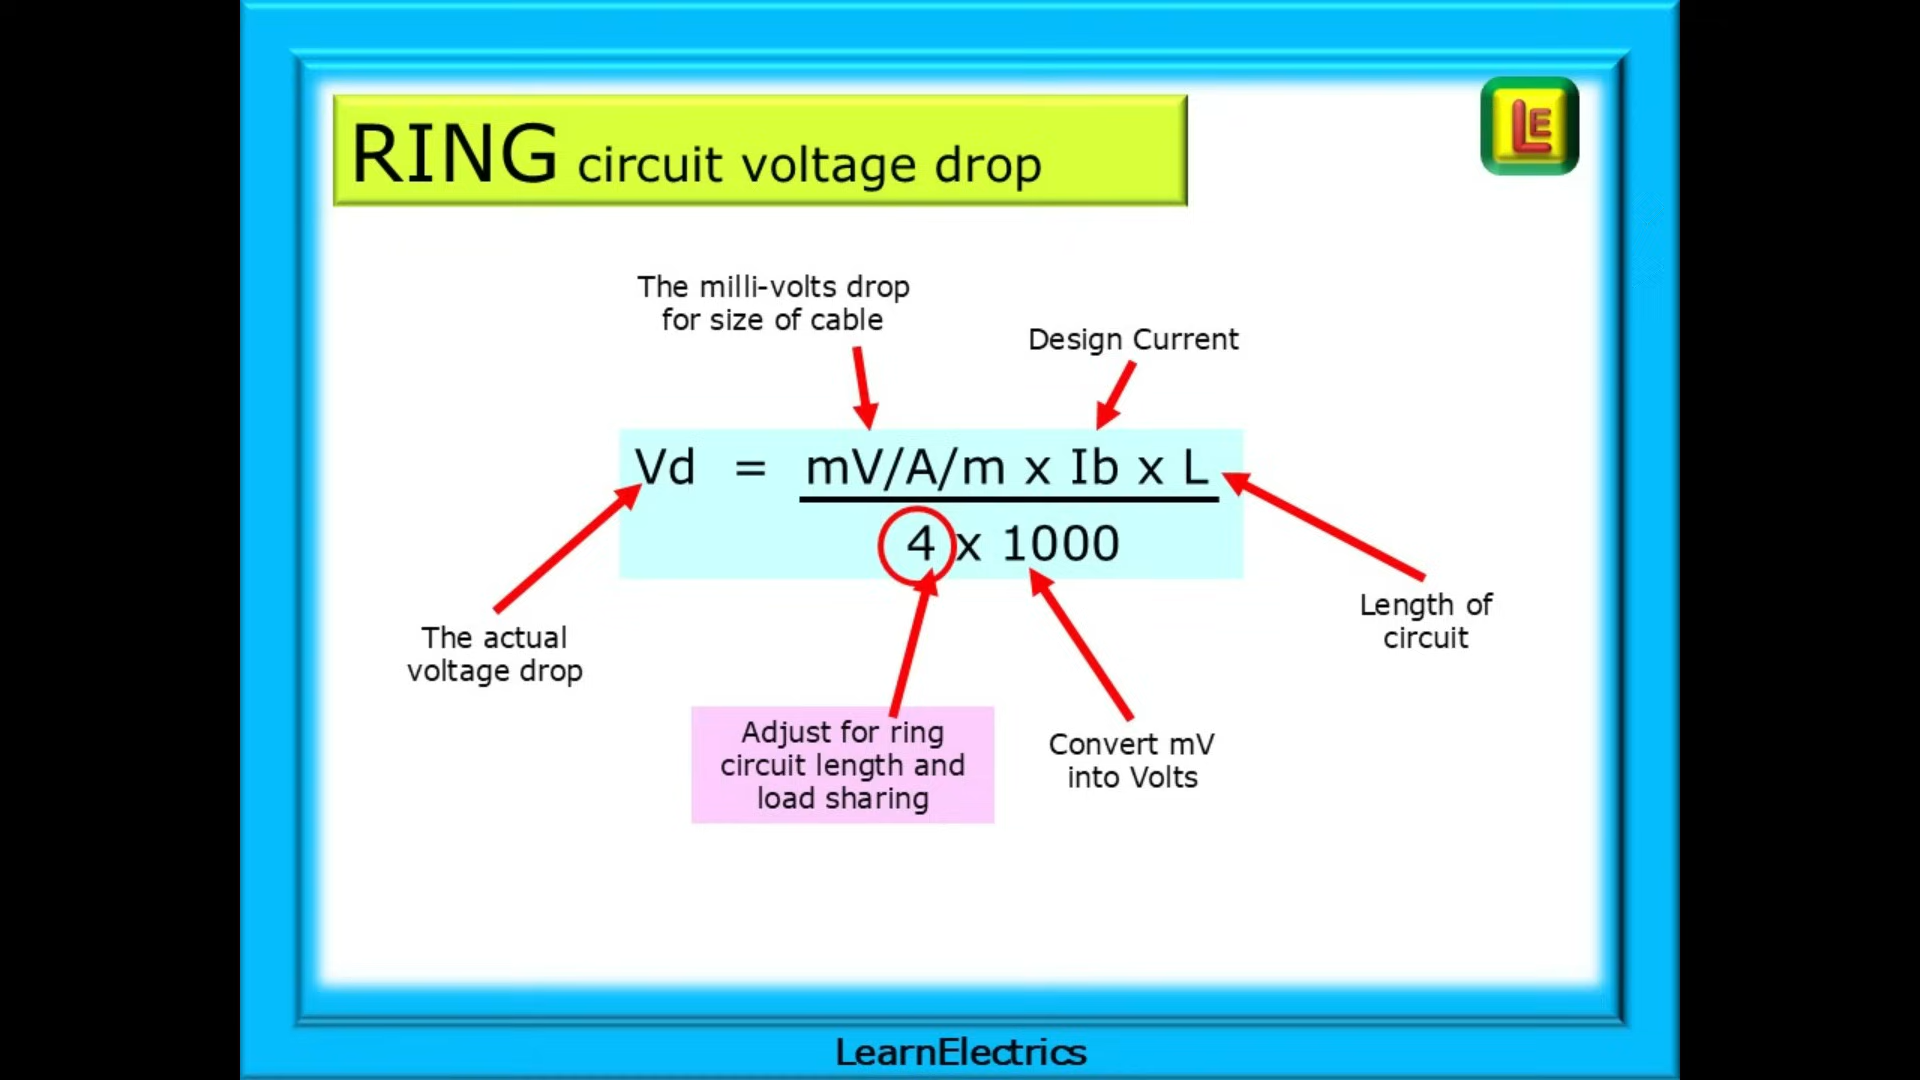 RING circuit voltage drop
LE
The milli-volts drop
for size of cable
Design Current
Vd = mV/A/m x Ib x L
4 x 1000
The actual
voltage drop
Length of
circuit
Adjust for ring
circuit length and
load sharing
Convert mV
into Volts
LearnElectrics